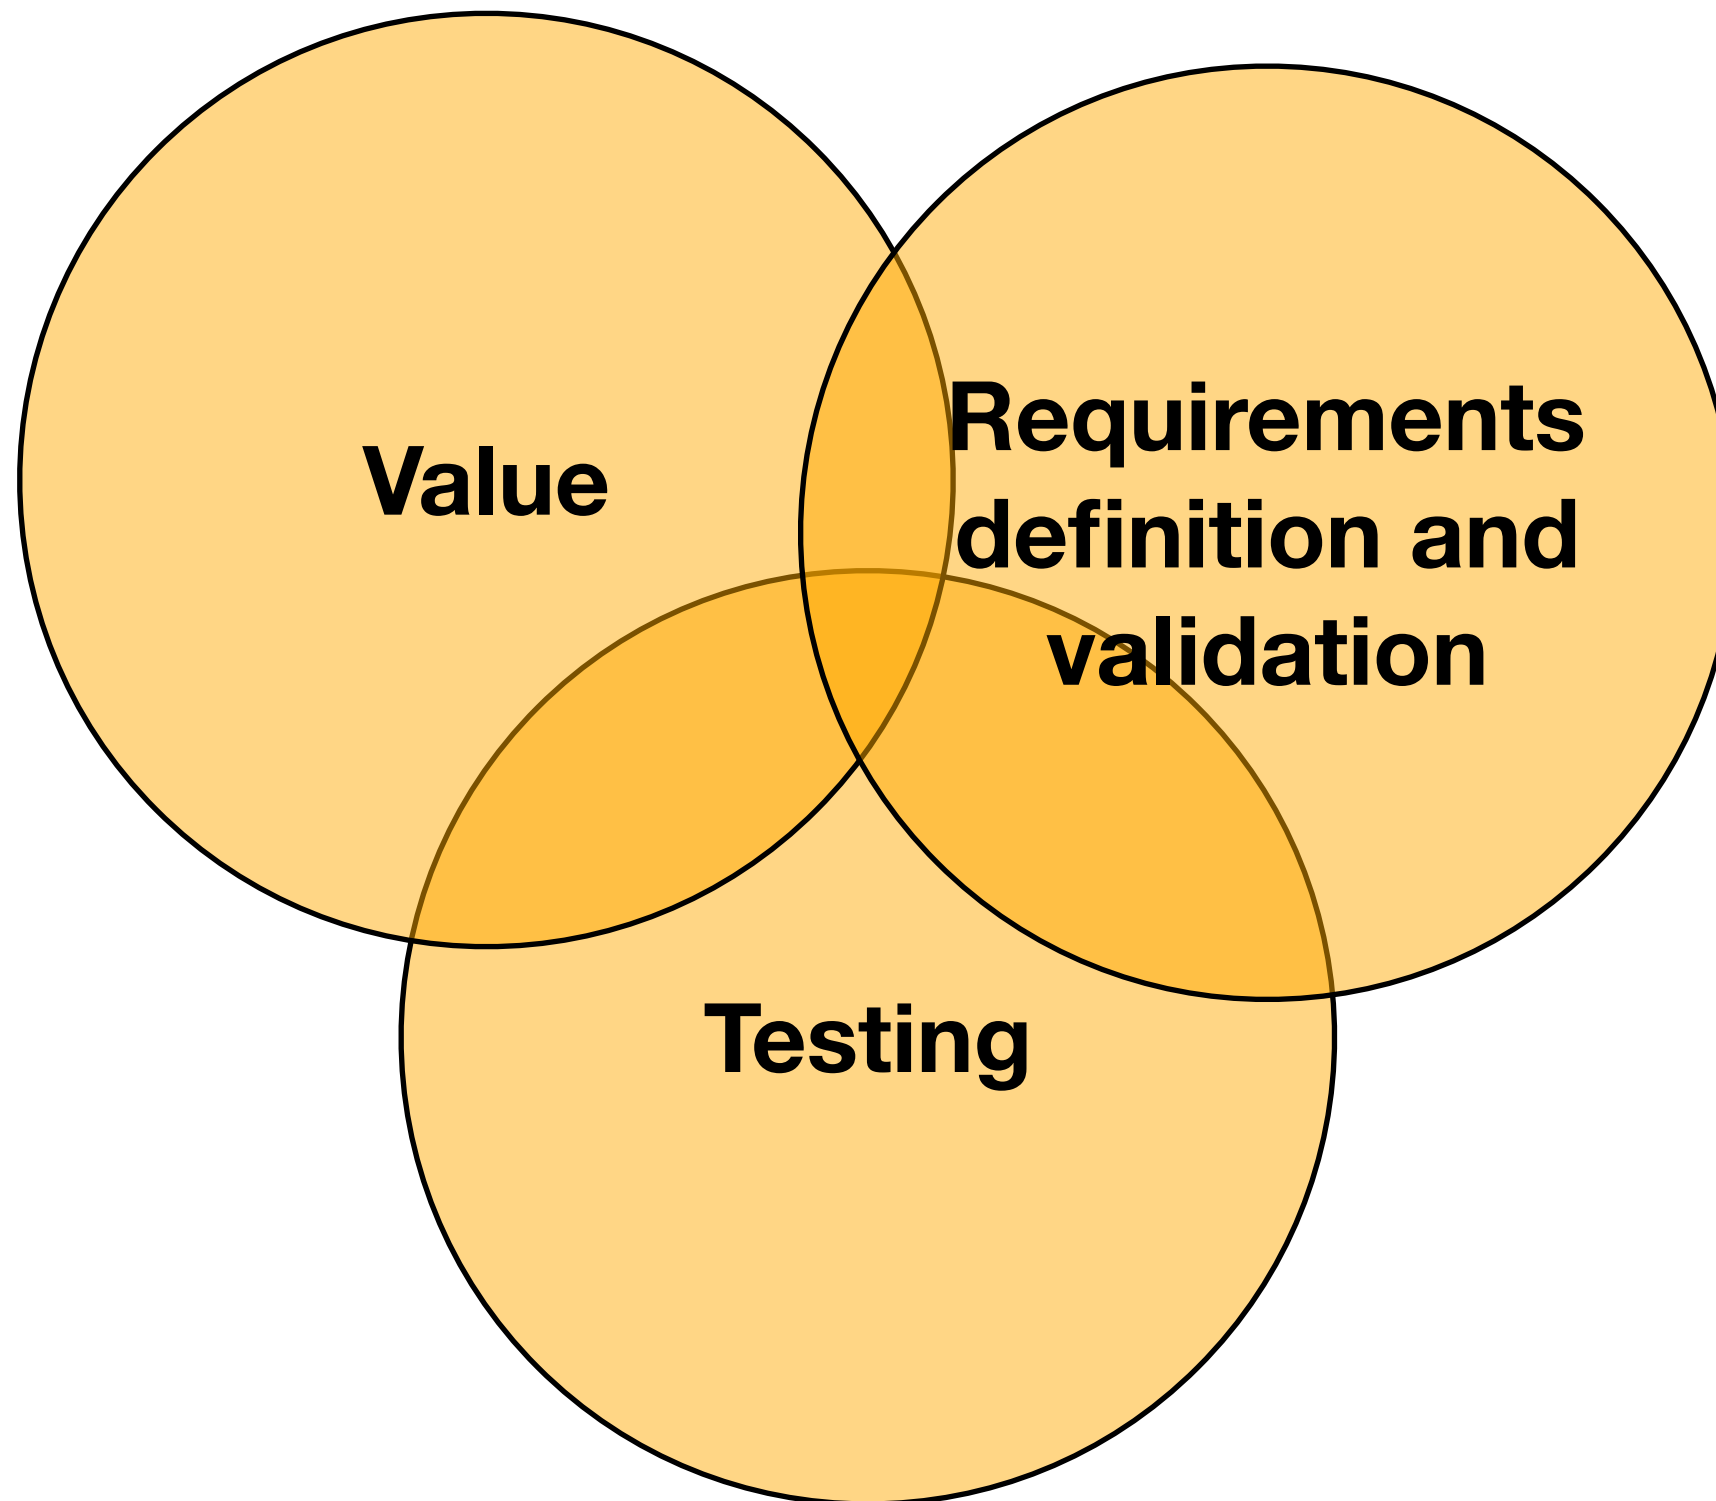 Value
Requirements
definition and
validation
Testing